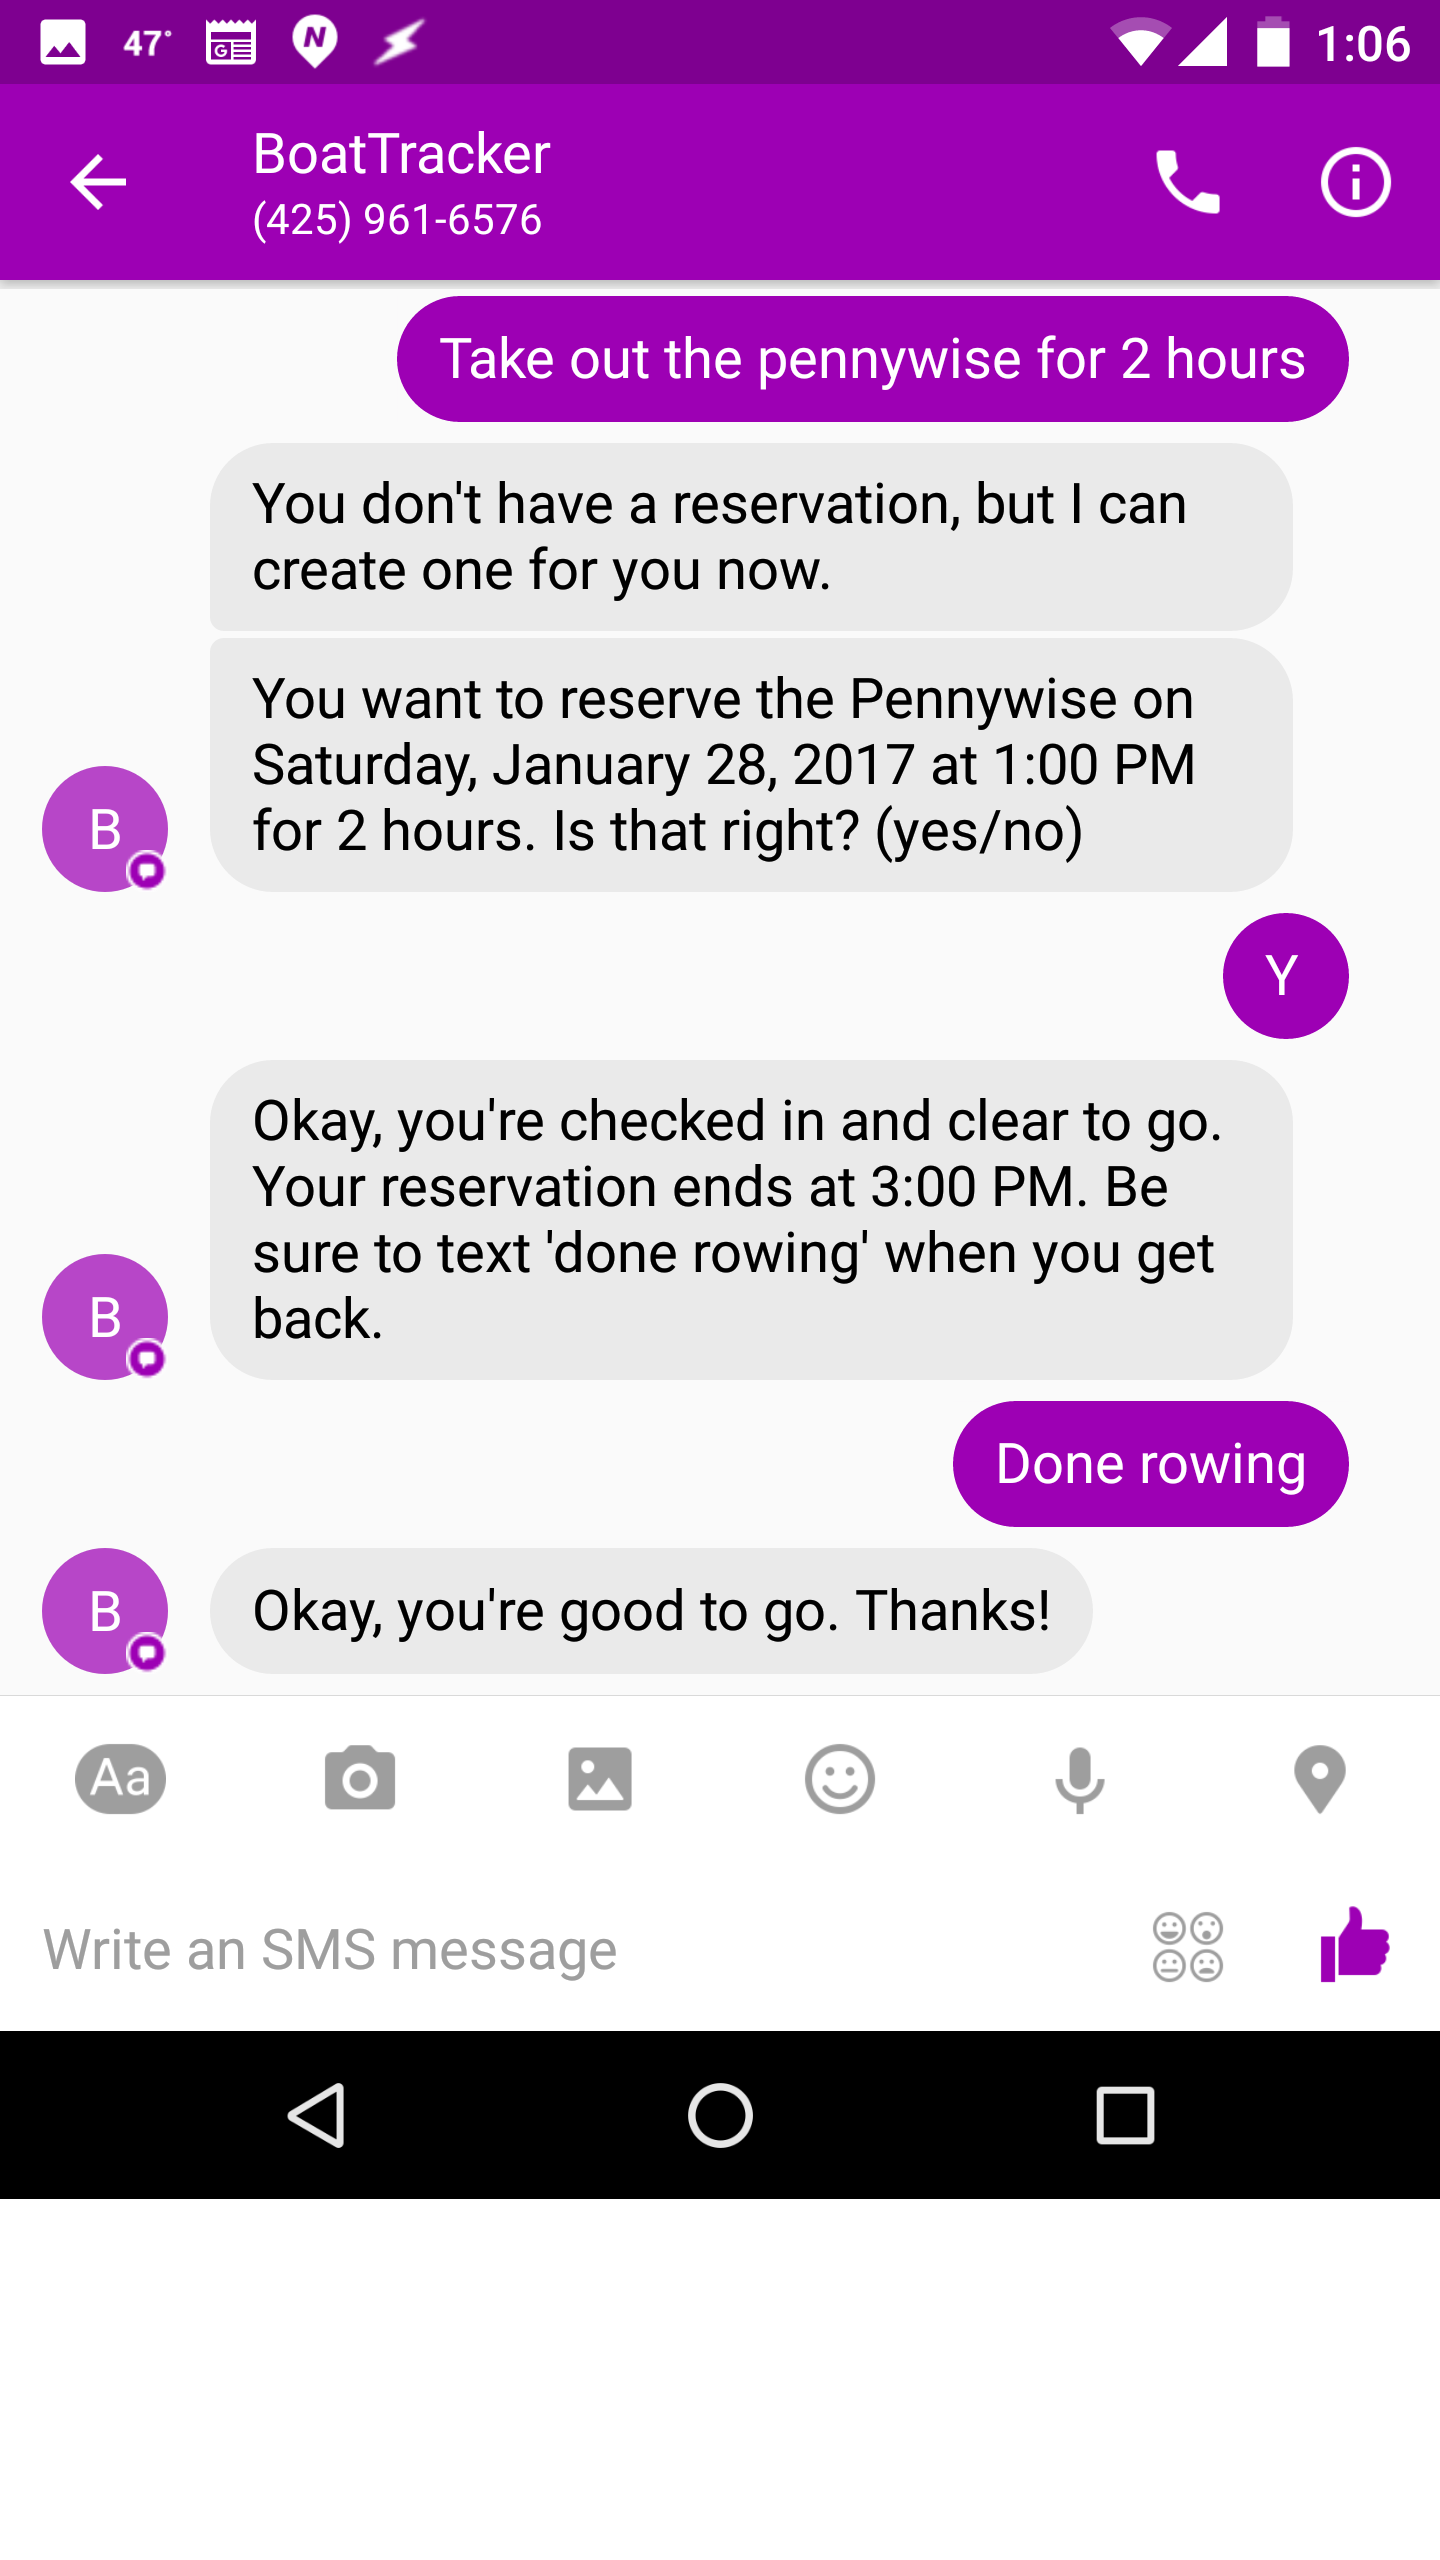 47° G N 1:06
BoatTracker
(425) 961-6576
Take out the pennywise for 2 hours
You don't have a reservation, but I can
create one for you now.
You want to reserve the Pennywise on
Saturday, January 28, 2017 at 1:00 PM
for 2 hours. Is that right? (yes/no)
B
Y
Okay, you're checked in and clear to go.
Your reservation ends at 3:00 PM. Be
sure to text 'done rowing' when you get
back.
B
Done rowing
B Okay, you're good to go. Thanks!
Aa
Write an SMS message